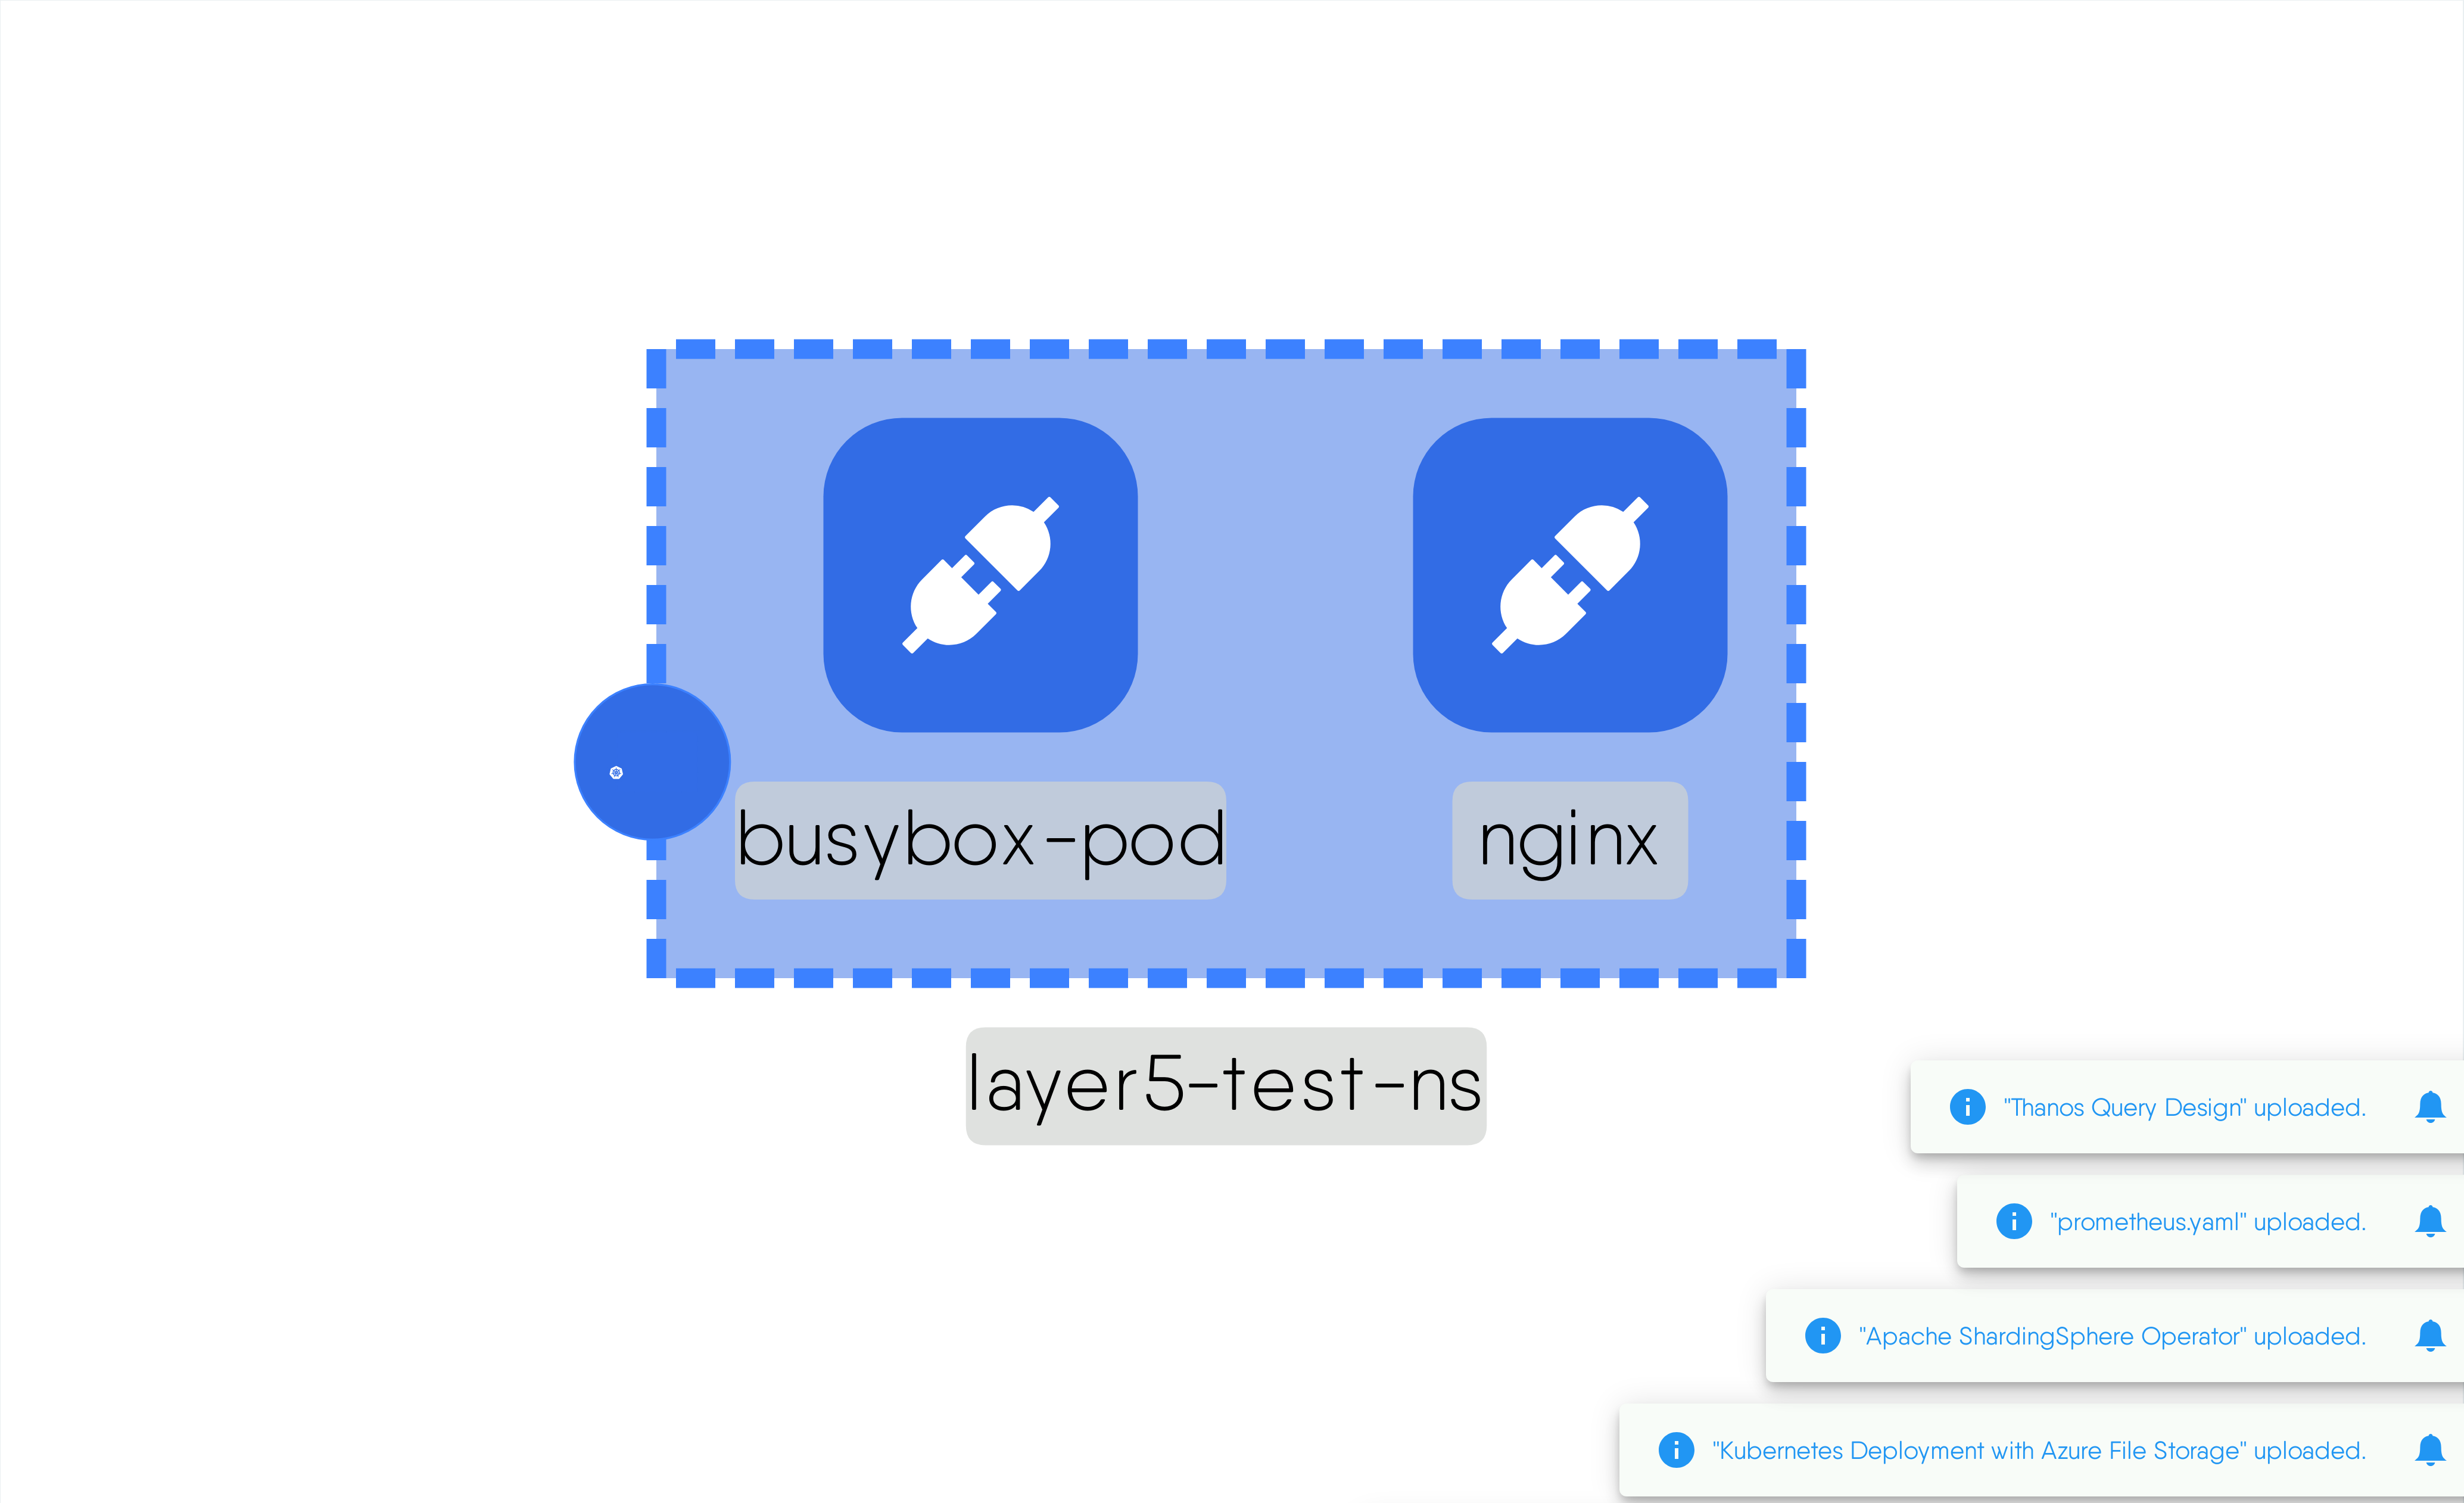 busybox-pod
nginx
layer5-test-ns
"Thanos Query Design" uploaded.
"prometheus.yaml" uploaded.
"Apache ShardingSphere Operator" uploaded.
"Kubernetes Deployment with Azure File Storage" uploaded.